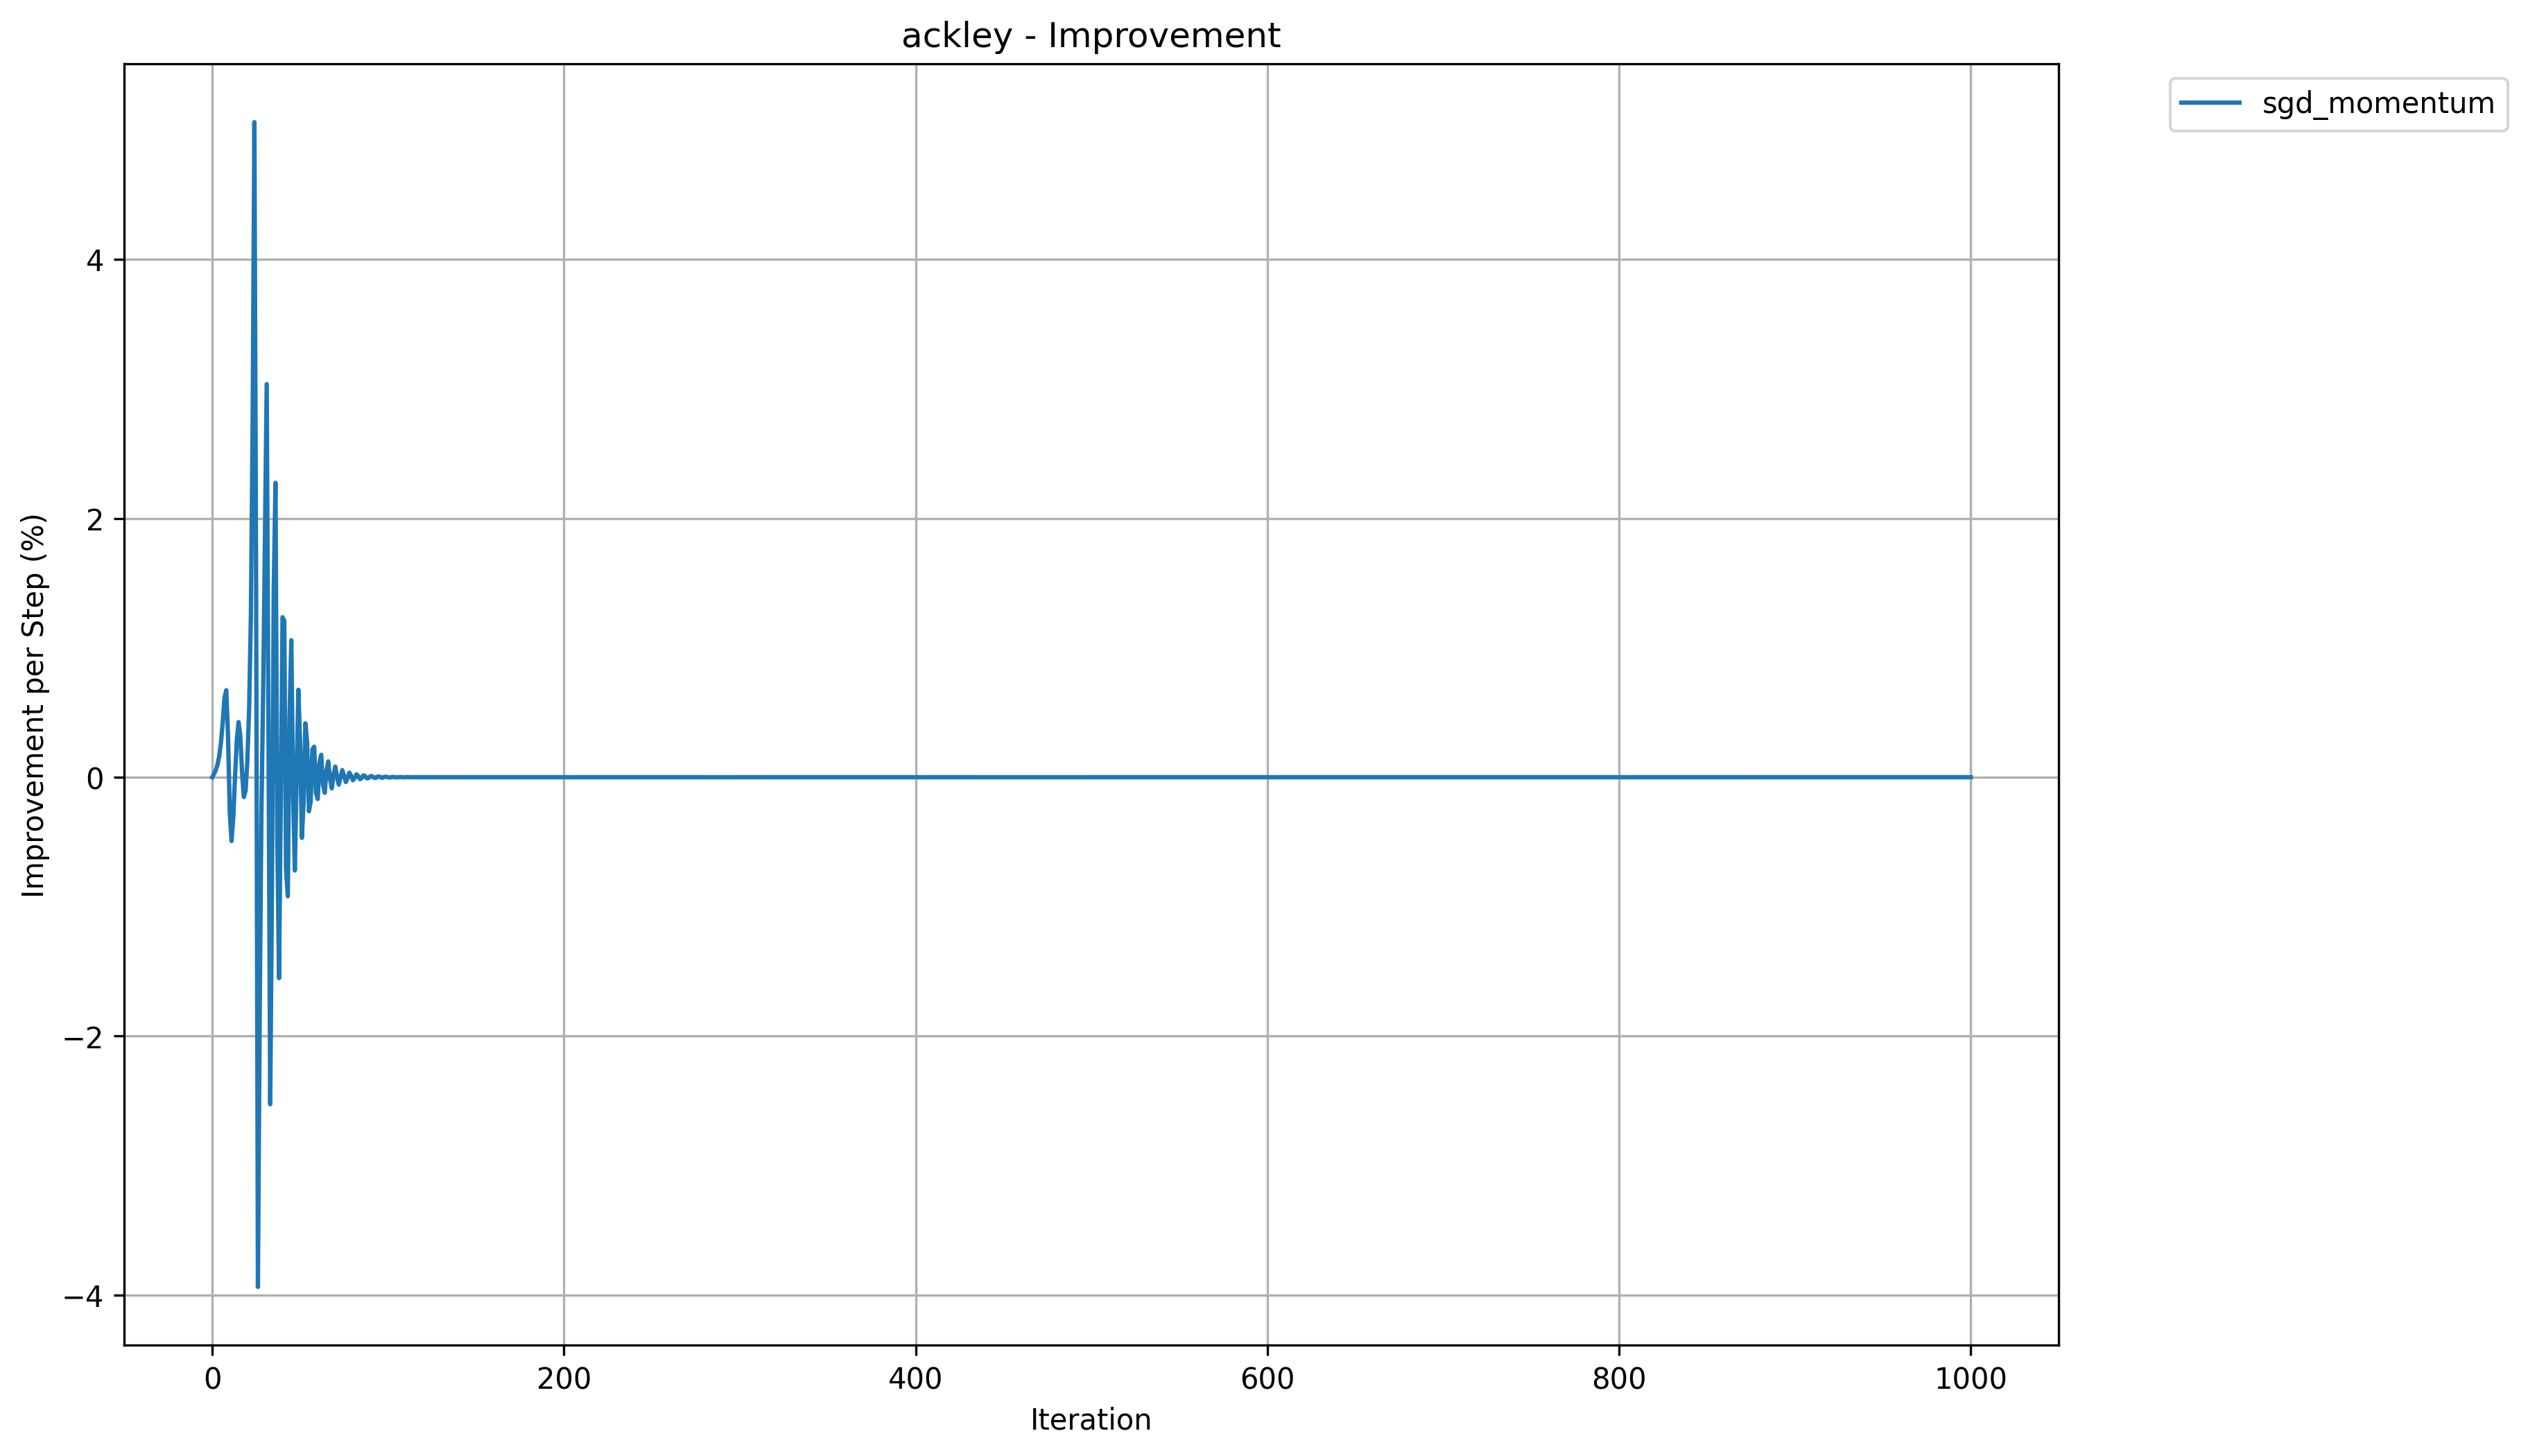 ackley - Improvement
sgd_momentum
Improvement per Step (%)
4
2
0
−2
−4
0 200 400 600 800 1000
Iteration